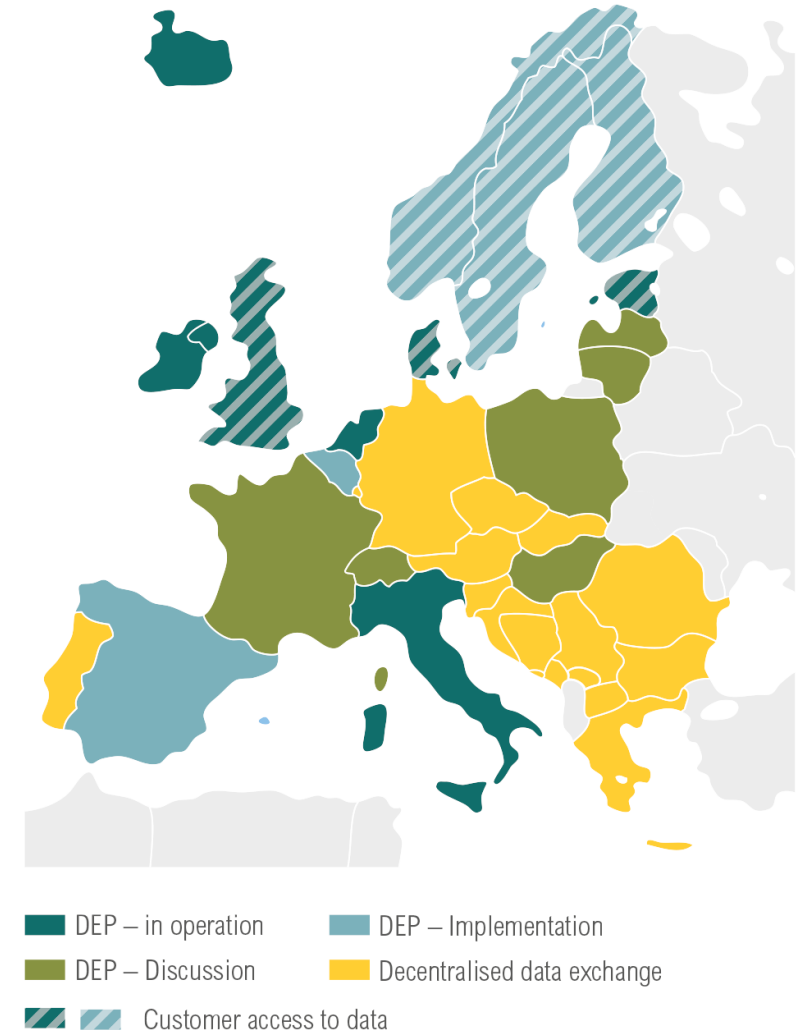 DEP – in operation
DEP – Implementation
DEP – Discussion
Decentralised data exchange
Customer access to data